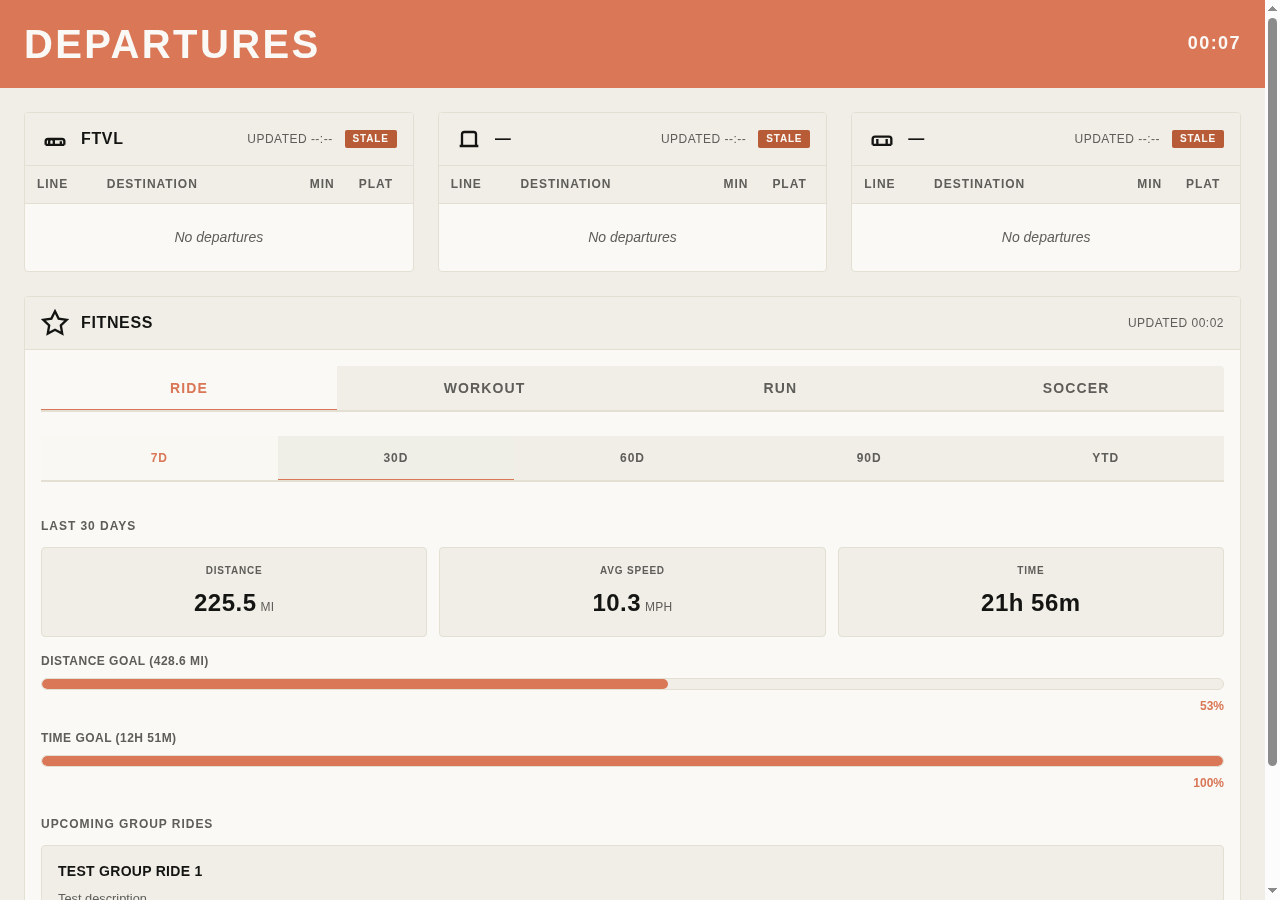 DEPARTURES
00:07
FTVL UPDATED --:-- STALE
LINE DESTINATION MIN PLAT
No departures
— UPDATED --:-- STALE
LINE DESTINATION MIN PLAT
No departures
— UPDATED --:-- STALE
LINE DESTINATION MIN PLAT
No departures
FITNESS UPDATED 00:02
RIDE WORKOUT RUN SOCCER
7D 30D 60D 90D YTD
LAST 30 DAYS
DISTANCE
225.5 MI
AVG SPEED
10.3 MPH
TIME
21h 56m
DISTANCE GOAL (428.6 MI)
53%
TIME GOAL (12H 51M)
100%
UPCOMING GROUP RIDES
TEST GROUP RIDE 1
Test description